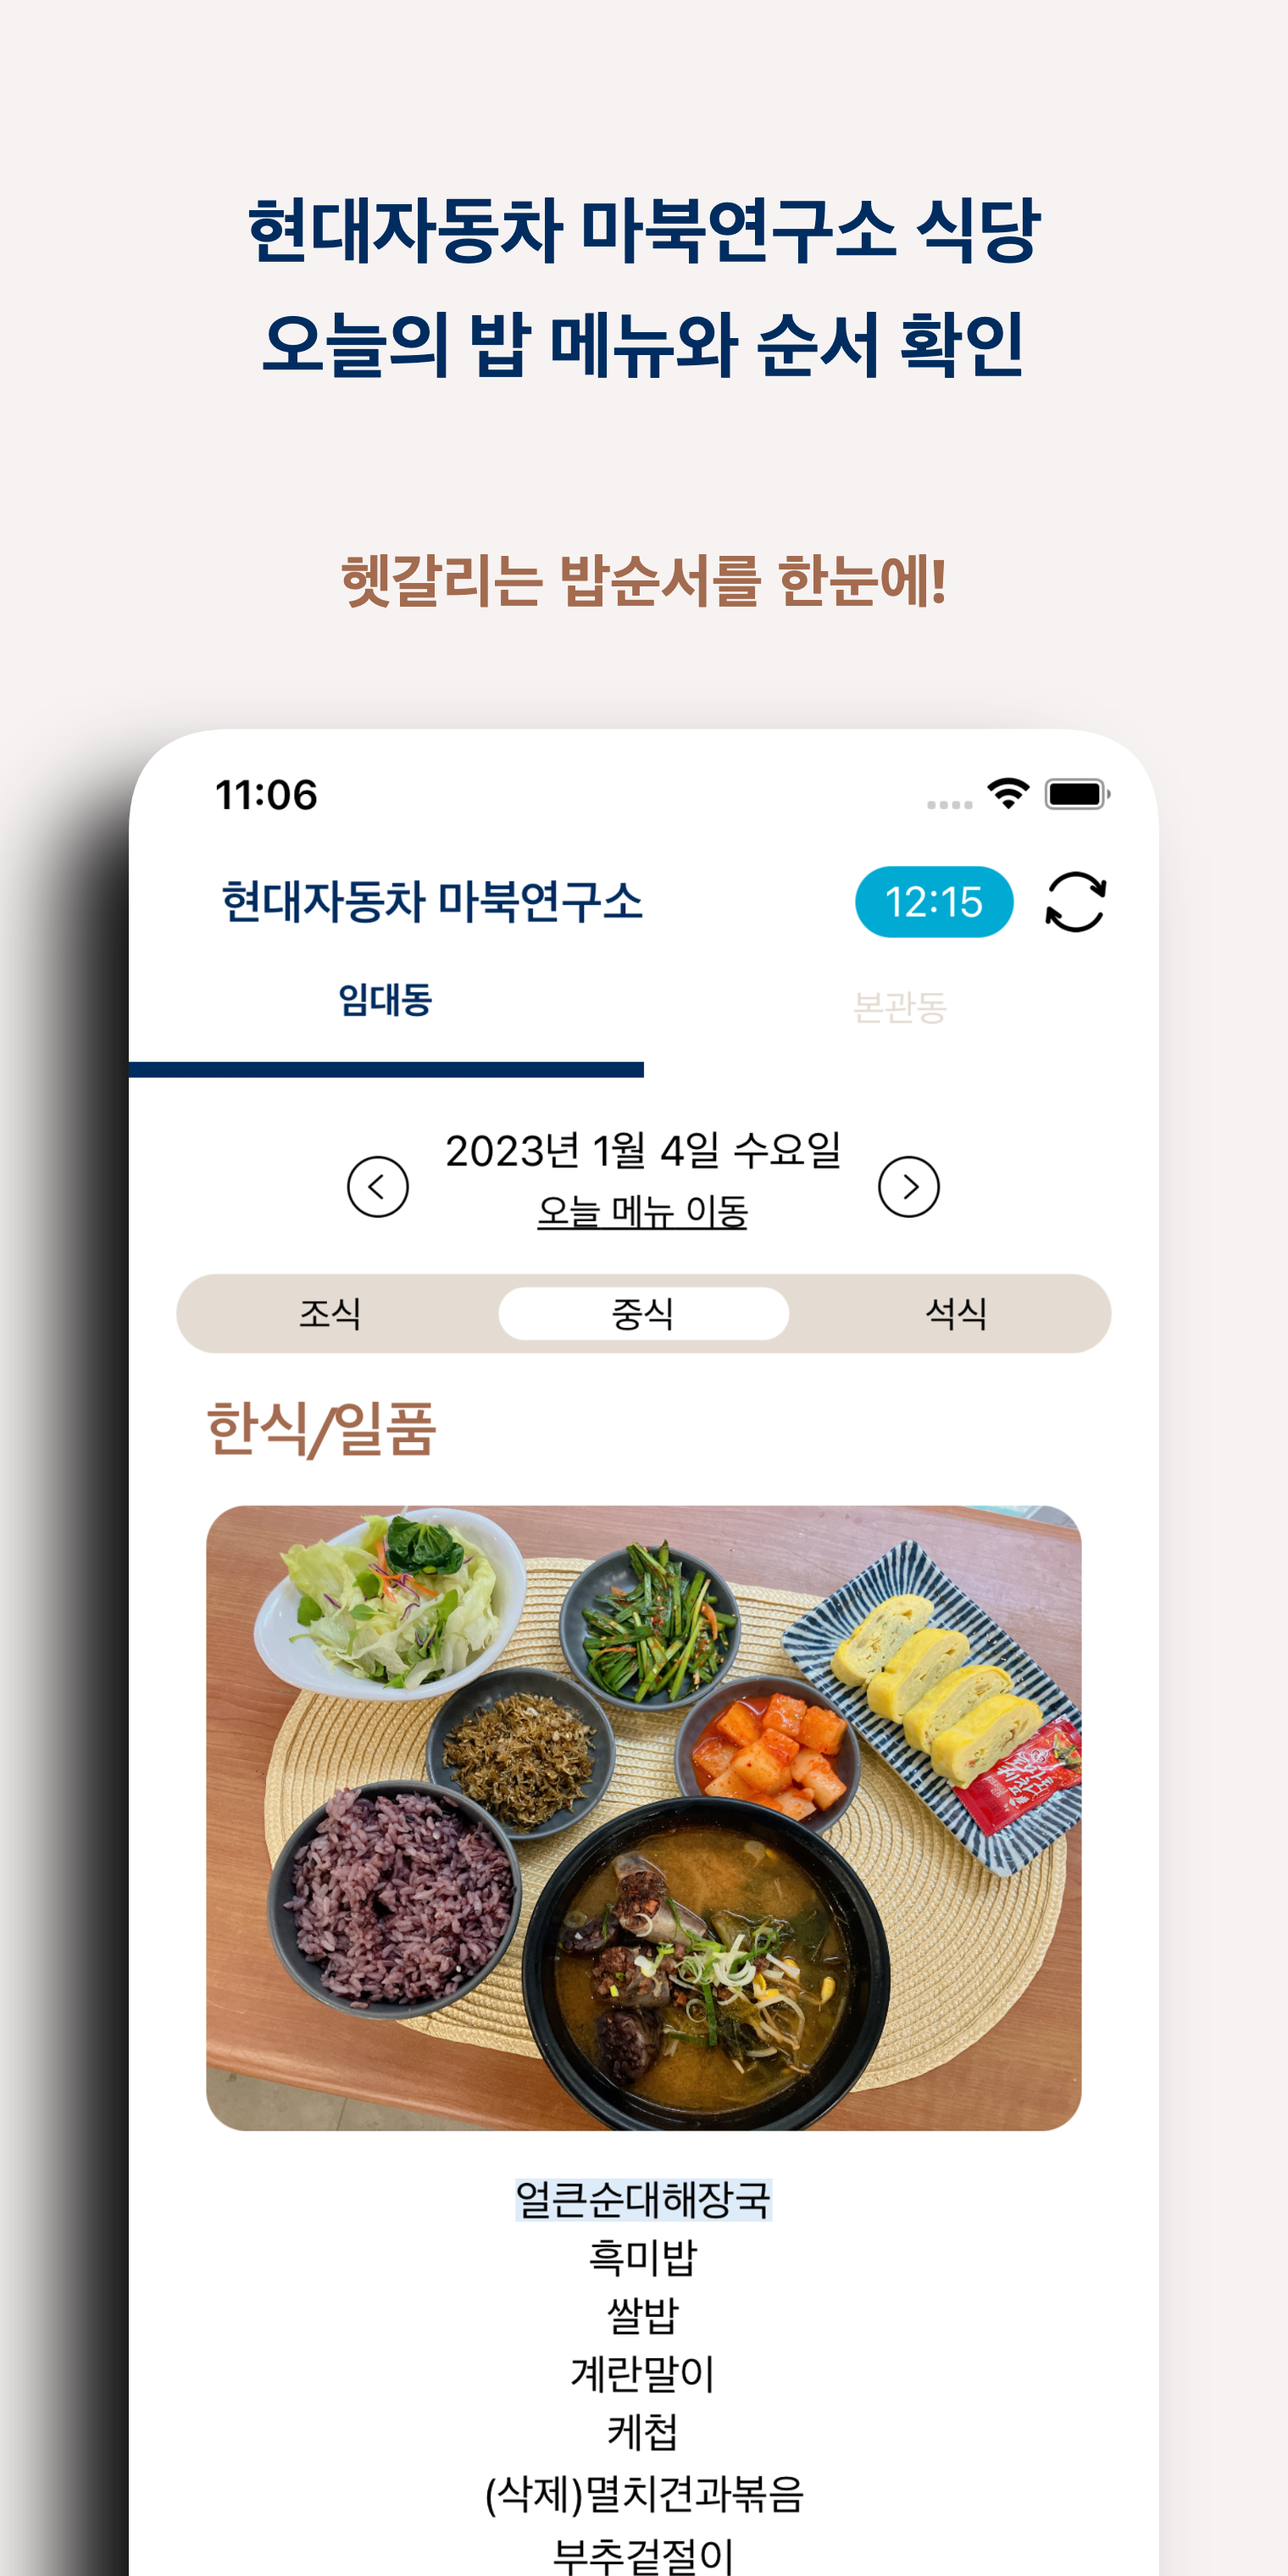 현대자동차 마북연구소 식당
오늘의 밥 메뉴와 순서 확인
헷갈리는 밥순서를 한눈에!
11:06
현대자동차 마북연구소
12:15
임대동
본관동
2023년 1월 4일 수요일
오늘 메뉴 이동
조식
중식
석식
한식/일품
얼큰순대해장국
흑미밥
쌀밥
계란말이
케첩
(삭제)멸치견과볶음
부추겉절이